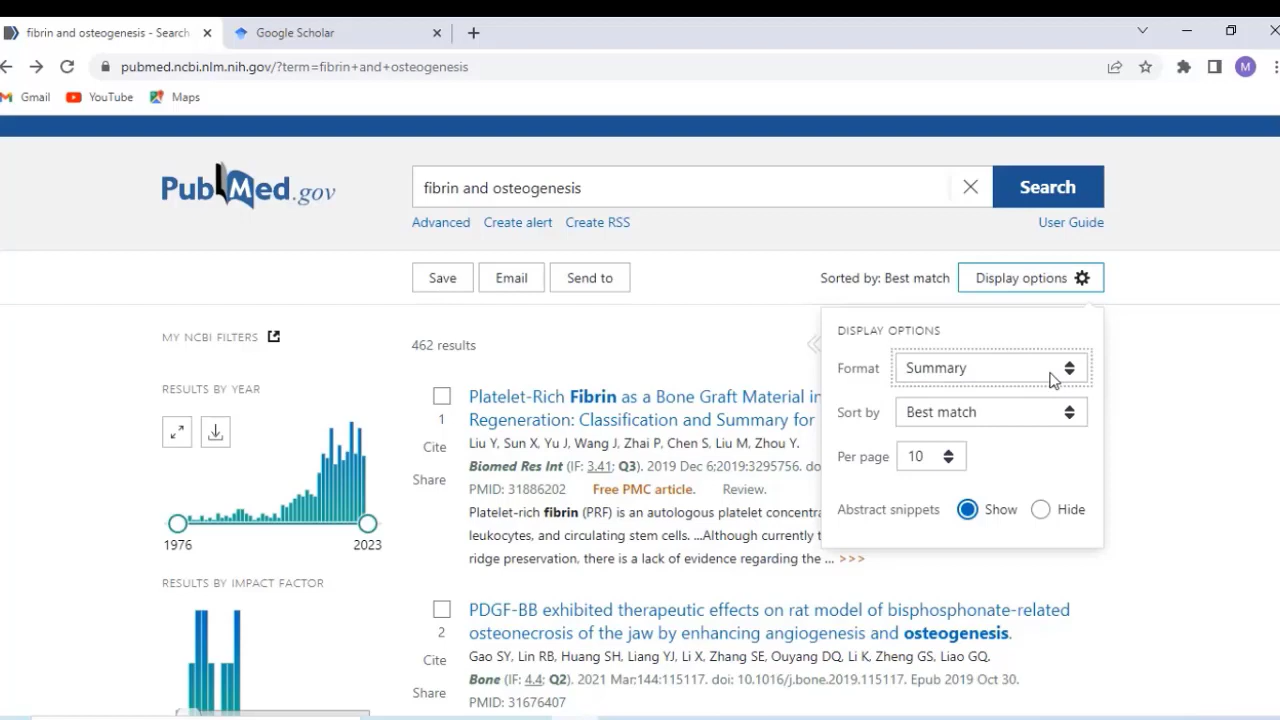 fibrin and osteogenesis - Search
Google Scholar
pubmed.ncbi.nlm.nih.gov/?term=fibrin+and+osteogenesis
M
Gmail
YouTube
Maps
PubMed.gov
fibrin and osteogenesis
Search
Advanced
Create alert
Create RSS
User Guide
Save
Email
Send to
Sorted by: Best match
Display options
MY NCBI FILTERS
462 results
RESULTS BY YEAR
1976
2023
RESULTS BY IMPACT FACTOR
DISPLAY OPTIONS
Format
Summary
Sort by
Best match
Per page
10
Abstract snippets
Show
Hide
1
Cite
Share
Platelet-Rich Fibrin as a Bone Graft Material in
Regeneration: Classification and Summary for
Liu Y, Sun X, Yu J, Wang J, Zhai P, Chen S, Liu M, Zhou Y.
Biomed Res Int (IF: 3.41; Q3). 2019 Dec 6;2019:3295756. do
PMID: 31886202 Free PMC article. Review.
Platelet-rich fibrin (PRF) is an autologous platelet concentra
leukocytes, and circulating stem cells. ...Although currently t
ridge preservation, there is a lack of evidence regarding the ... >>>
2
Cite
Share
PDGF-BB exhibited therapeutic effects on rat model of bisphosphonate-related
osteonecrosis of the jaw by enhancing angiogenesis and osteogenesis.
Gao SY, Lin RB, Huang SH, Liang YJ, Li X, Zhang SE, Ouyang DQ, Li K, Zheng GS, Liao GQ.
Bone (IF: 4.4; Q2). 2021 Mar;144:115117. doi: 10.1016/j.bone.2019.115117. Epub 2019 Oct 30.
PMID: 31676407